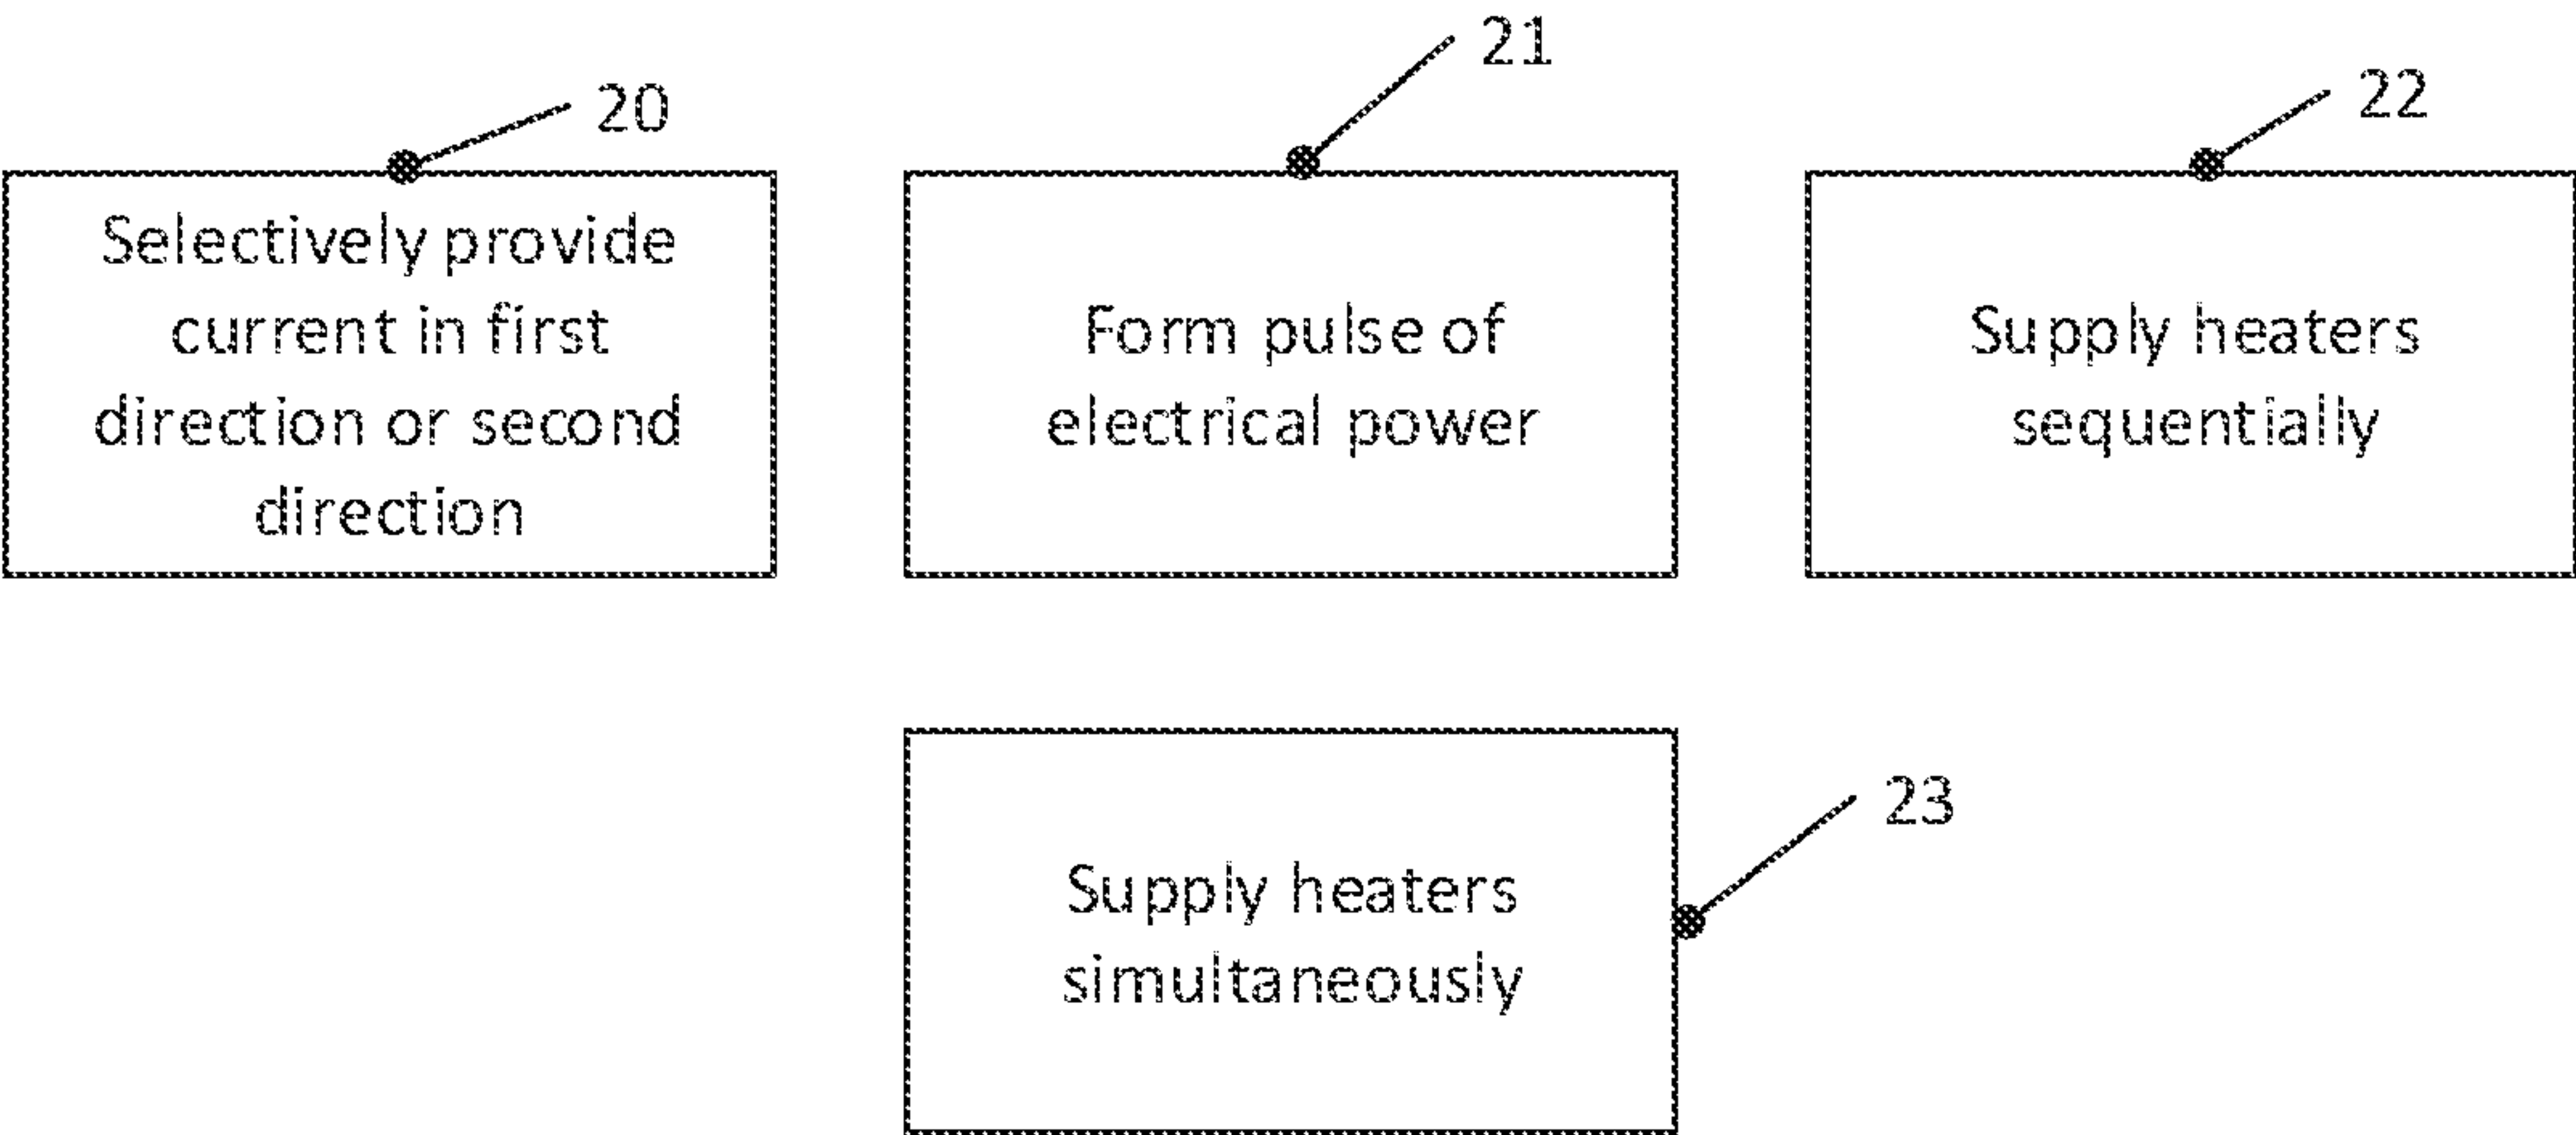 20
21
22
Selectively provide
current in first
direction or second
direction
Form pulse of
electrical power
Supply heaters
sequentially
23
Supply heaters
simultaneously